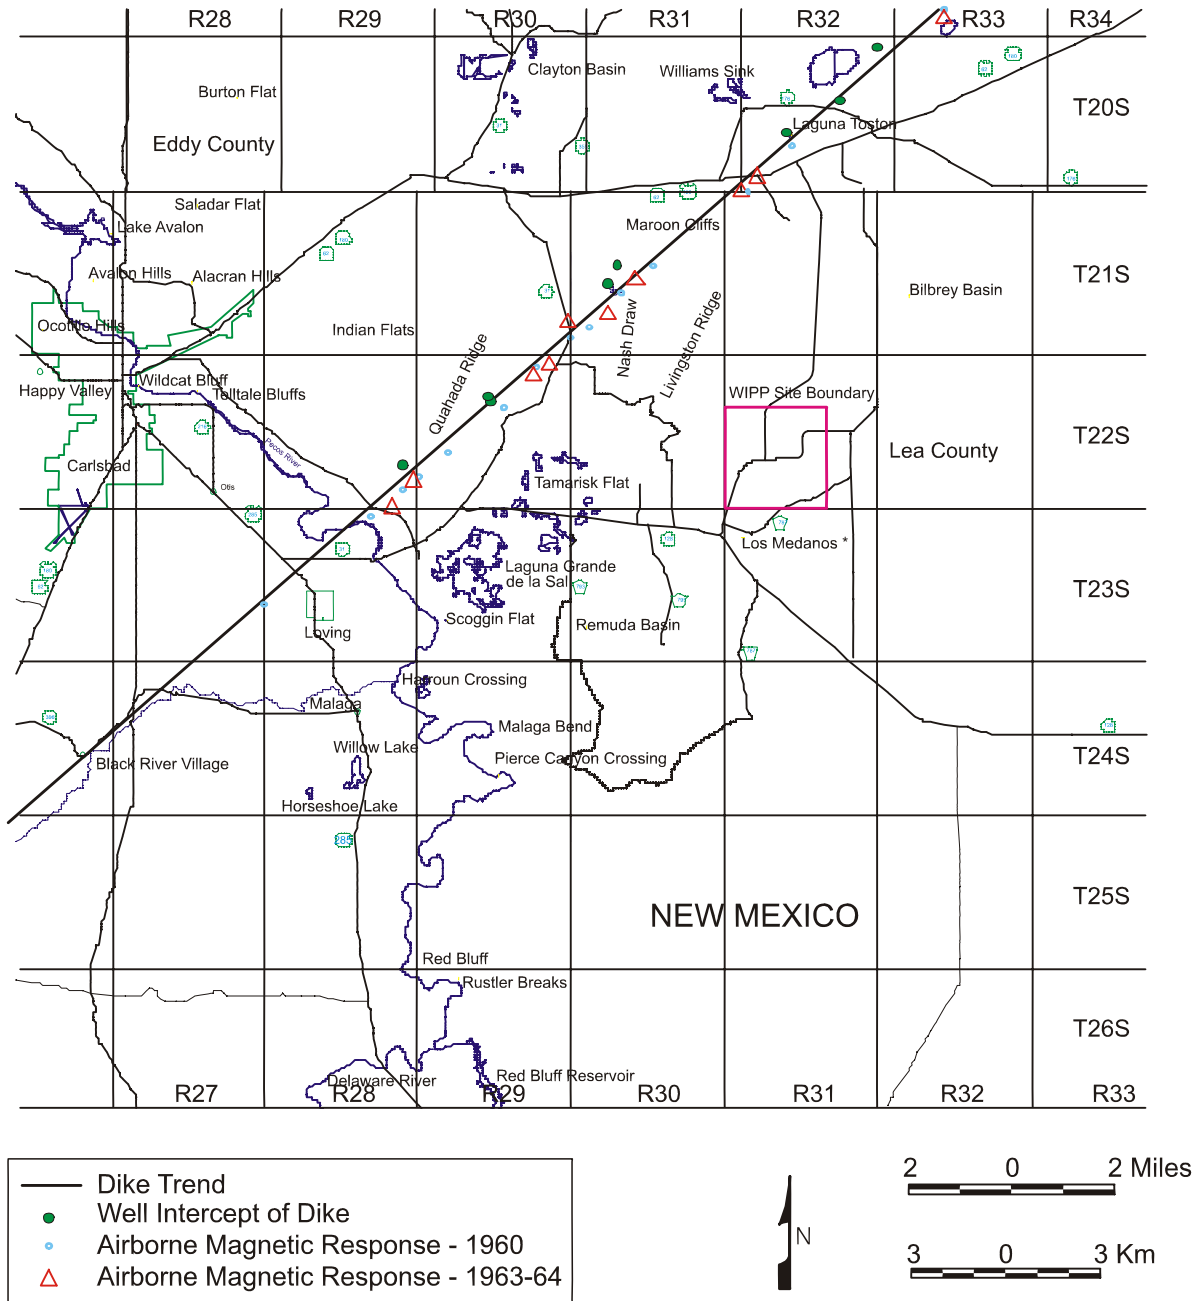 R28 R29 R30 R31 R32 R33 R34
Clayton Basin
Williams Sink
Burton Flat
T20S
Laguna Toston
Eddy County
Saladar Flat
Maroon Cliffs
Lake Avalon
Avalon Hills
Alacran Hills
T21S
Bilbrey Basin
Ocotillo Hills
Indian Flats
Nash Draw
Livingston Ridge
Quahada Ridge
Wildcat Bluff
Happy Valley
Tolltale Bluffs
WIPP Site Boundary
T22S
Pecos River
Lea County
Carlsbad
Tamarisk Flat
Otis
Los Medanos *
Laguna Grande
de la Sal
T23S
Scoggin Flat
Remuda Basin
Loving
Harroun Crossing
Malaga
Malaga Bend
Willow Lake
Pierce Canyon Crossing
T24S
Black River Village
Horseshoe Lake
285
T25S
NEW MEXICO
Red Bluff
Rustler Breaks
T26S
Delaware River
Red Bluff Reservoir
R27 R28 R29 R30 R31 R32 R33
Dike Trend
Well Intercept of Dike
Airborne Magnetic Response - 1960
Airborne Magnetic Response - 1963-64
N
2 0 2 Miles
3 0 3 Km